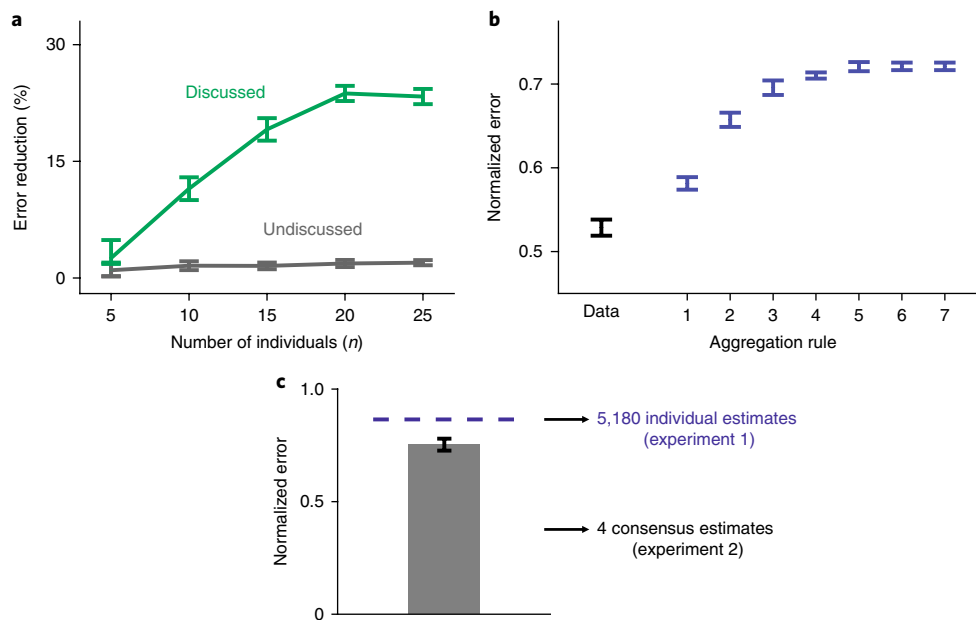 a
30
15
0
Error reduction (%)
Discussed
Undiscussed
5 10 15 20 25
Number of individuals (n)
b
0.7
0.6
0.5
Normalized error
Data 1 2 3 4 5 6 7
Aggregation rule
c
1.0
0.5
0
Normalized error
5,180 individual estimates
(experiment 1)
4 consensus estimates
(experiment 2)